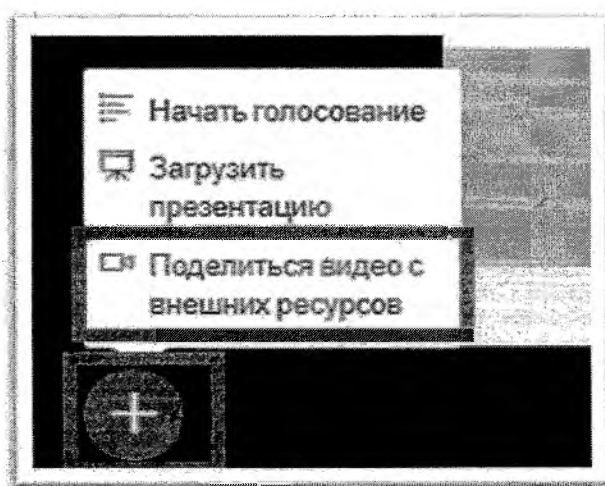 Начать голосование
Загрузить
презентацию
Поделиться видео с
внешних ресурсов